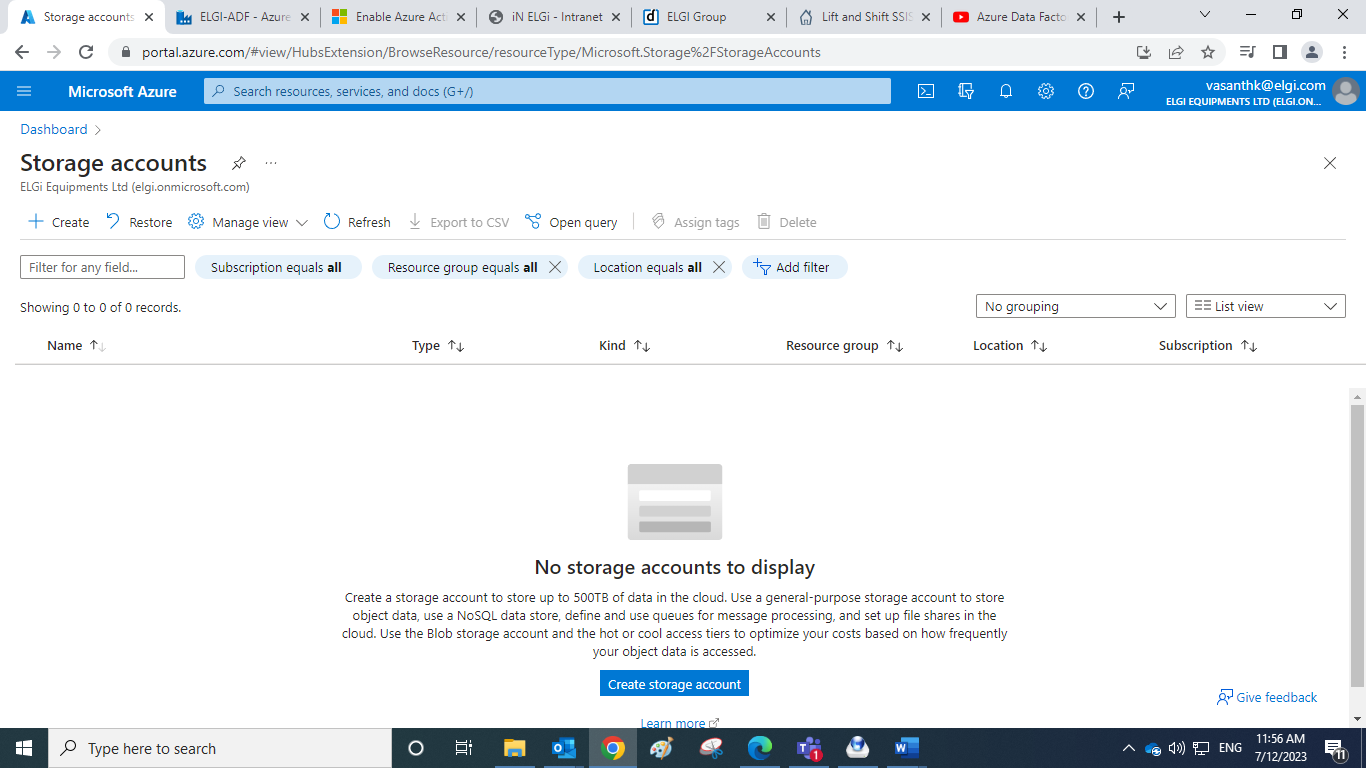 Storage accounts
ELGI-ADF - Azure
Enable Azure Act
iN ELGi - Intranet
ELGI Group
Lift and Shift SSIS
Azure Data Facto
portal.azure.com/#view/HubsExtension/BrowseResource/resourceType/Microsoft.Storage%2FStorageAccounts
Microsoft Azure
Search resources, services, and docs (G+/)
vasanthk@elgi.com
ELGI EQUIPMENTS LTD (ELGI.ON...
Dashboard
Storage accounts
ELGi Equipments Ltd (elgi.onmicrosoft.com)
Create Restore Manage view Refresh Export to CSV Open query Assign tags Delete
Filter for any field... Subscription equals all Resource group equals all Location equals all Add filter
Showing 0 to 0 of 0 records.
No grouping
List view
Name Type Kind Resource group Location Subscription
No storage accounts to display
Create a storage account to store up to 500TB of data in the cloud. Use a general-purpose storage account to store
object data, use a NoSQL data store, define and use queues for message processing, and set up file shares in the
cloud. Use the Blob storage account and the hot or cool access tiers to optimize your costs based on how frequently
your object data is accessed.
Create storage account
Give feedback
Learn more
Type here to search
1
ENG
11:56 AM
7/12/2023
11